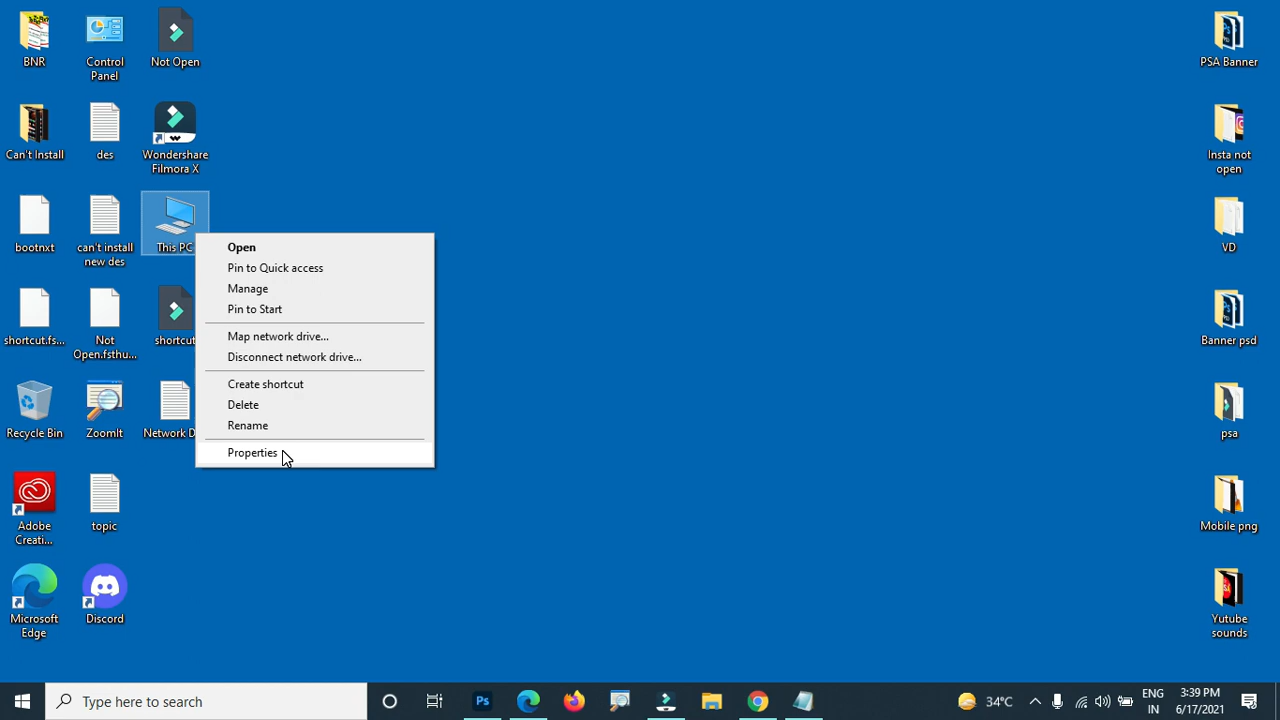 BNR
Control
Panel
Not Open
Can't Install
des
Wondershare
Filmora X
bootnxt
can't install
new des
This PC
shortcut.fs...
Not
Open.fsthu...
shortcut
Recycle Bin
ZoomIt
Network D
Adobe
Creati...
topic
Microsoft
Edge
Discord
Open
Pin to Quick access
Manage
Pin to Start
Map network drive...
Disconnect network drive...
Create shortcut
Delete
Rename
Properties
PSA Banner
Insta not
open
VD
Banner psd
psa
Mobile png
Yutube
sounds
Type here to search
Ps
34°C
ENG
IN
3:39 PM
6/17/2021